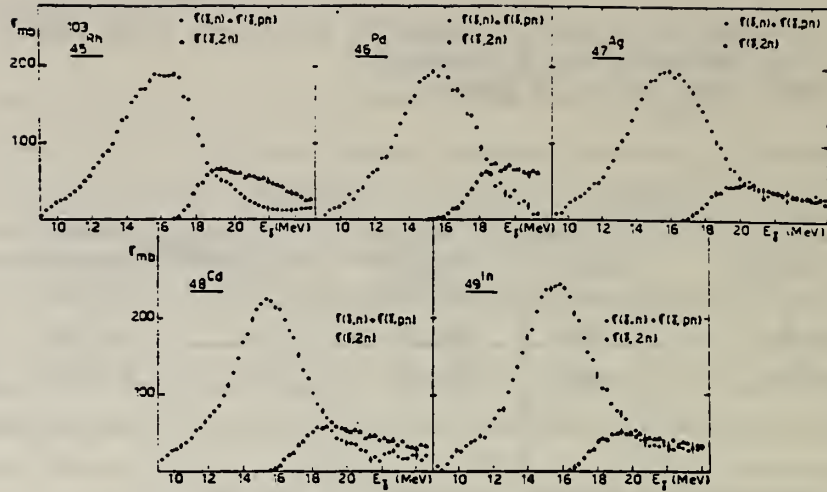 σmb
103
45Rh
• σ(γ,n)+σ(γ,pn)
• σ(γ,2n)
46Pd
• σ(γ,n)+σ(γ,pn)
• σ(γ,2n)
47Ag
• σ(γ,n)+σ(γ,pn)
• σ(γ,2n)
200
100
10 12 14 16 18 20 Eγ(MeV)
10 12 14 16 18 20 Eγ(MeV)
10 12 14 16 18 20 Eγ(MeV)
σmb
48Cd
σ(γ,n)+σ(γ,pn)
σ(γ,2n)
49In
• σ(γ,n)+σ(γ,pn)
• σ(γ,2n)
200
100
10 12 14 16 18 20 Eγ(MeV)
10 12 14 16 18 20 Eγ(MeV)